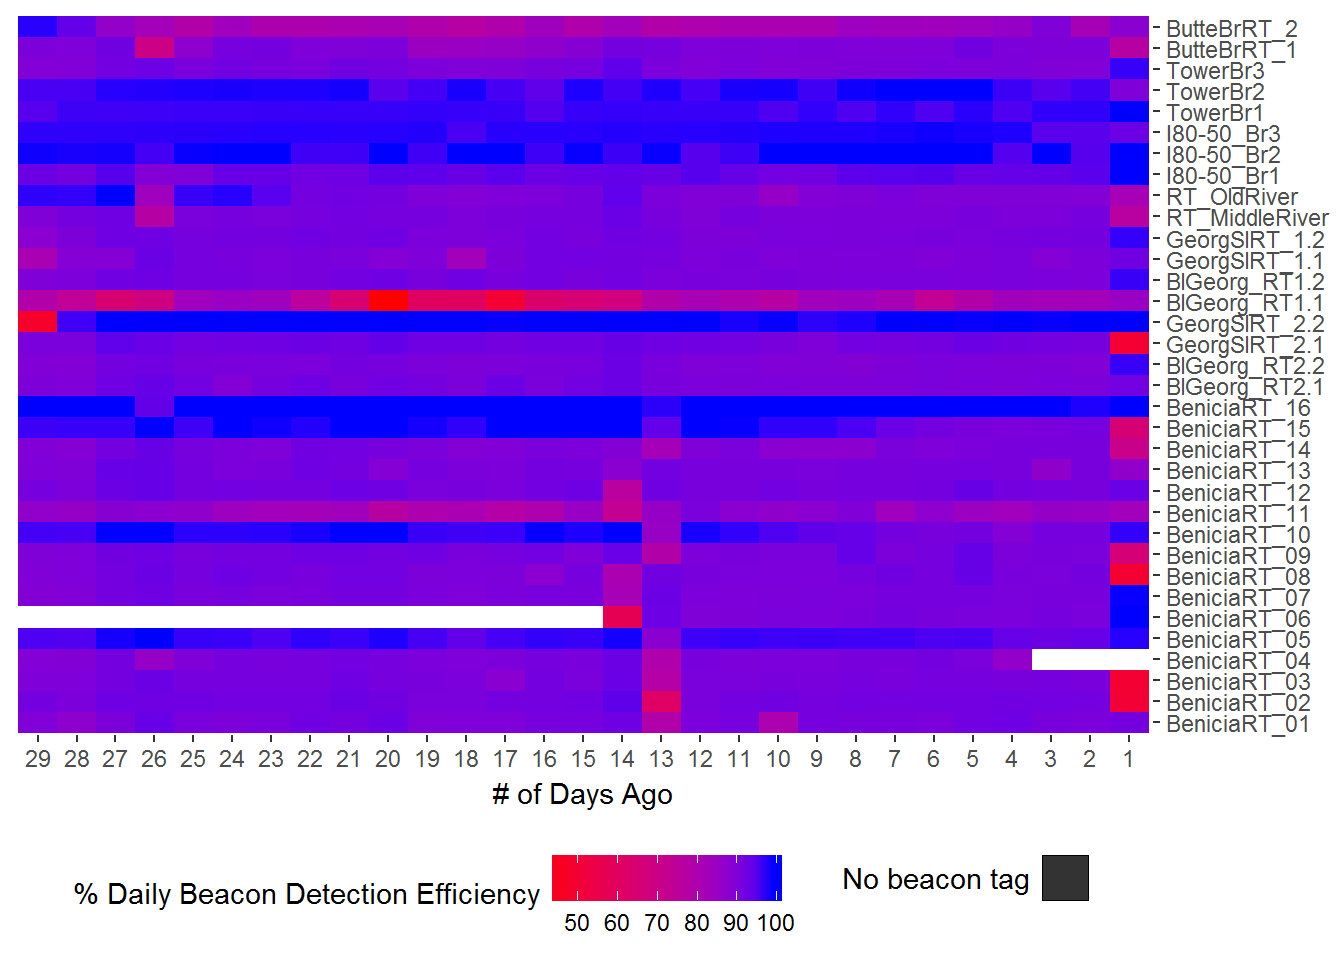 ButteBrRT_2
ButteBrRT_1
TowerBr3
TowerBr2
TowerBr1
I80-50_Br3
I80-50_Br2
I80-50_Br1
RT_OldRiver
RT_MiddleRiver
GeorgSlRT_1.2
GeorgSlRT_1.1
BlGeorg_RT1.2
BlGeorg_RT1.1
GeorgSlRT_2.2
GeorgSlRT_2.1
BlGeorg_RT2.2
BlGeorg_RT2.1
BeniciaRT_16
BeniciaRT_15
BeniciaRT_14
BeniciaRT_13
BeniciaRT_12
BeniciaRT_11
BeniciaRT_10
BeniciaRT_09
BeniciaRT_08
BeniciaRT_07
BeniciaRT_06
BeniciaRT_05
BeniciaRT_04
BeniciaRT_03
BeniciaRT_02
BeniciaRT_01
29 28 27 26 25 24 23 22 21 20 19 18 17 16 15 14 13 12 11 10 9 8 7 6 5 4 3 2 1
# of Days Ago
% Daily Beacon Detection Efficiency
50 60 70 80 90 100
No beacon tag